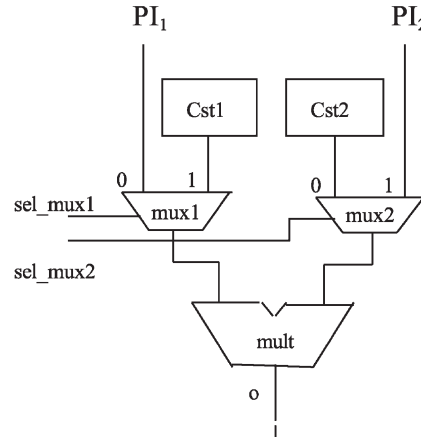 PI₁ PI₂
Cst1 Cst2
0 1 0 1
sel_mux1 mux1 mux2
sel_mux2
mult
o